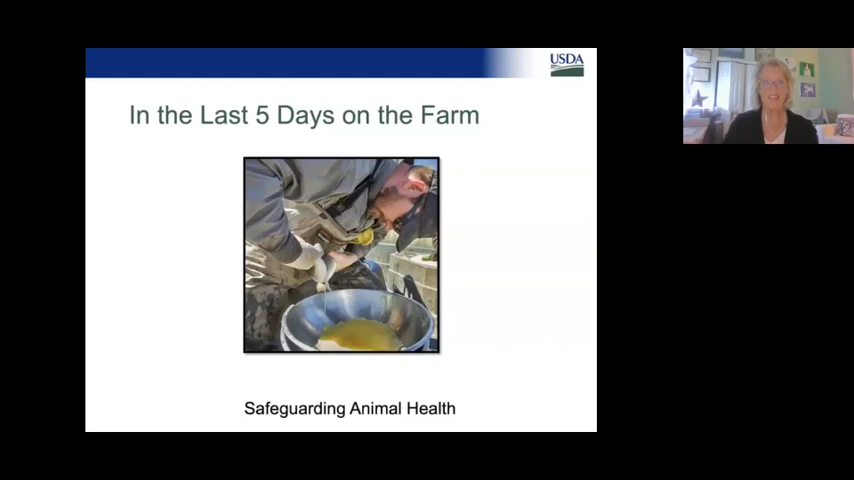 USDA
In the Last 5 Days on the Farm
Safeguarding Animal Health